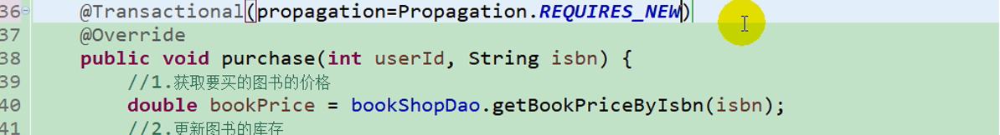 36 @Transactional(propagation=Propagation.REQUIRES_NEW)
37 @Override
38 public void purchase(int userId, String isbn) {
39 //1.获取要买的图书的价格
40 double bookPrice = bookShopDao.getBookPriceByIsbn(isbn);
41 //2.更新图书的库存